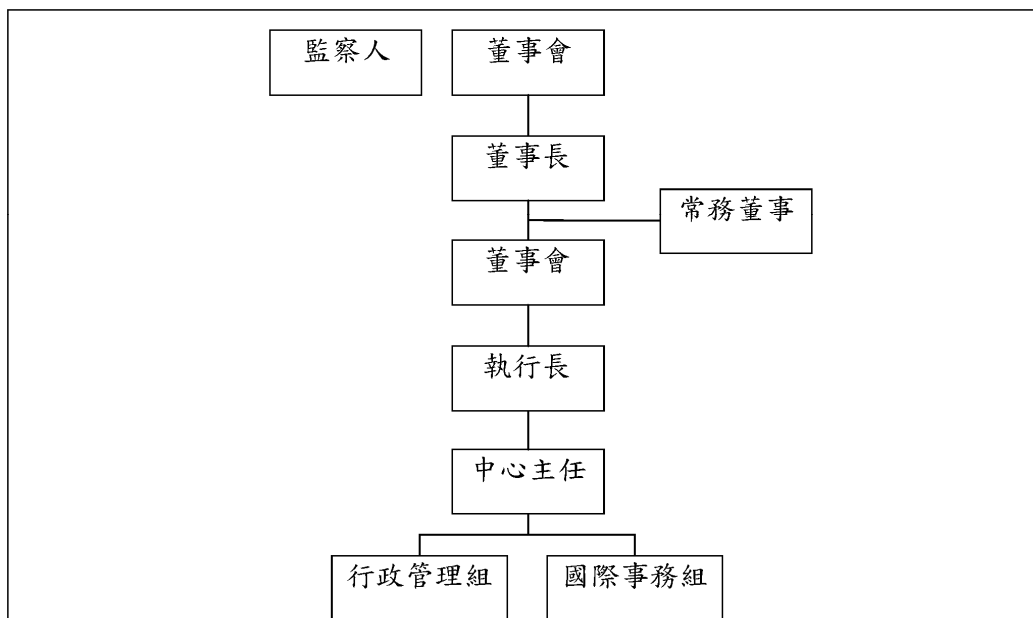 監察人
董事會
董事長
常務董事
董事會
執行長
中心主任
行政管理組
國際事務組